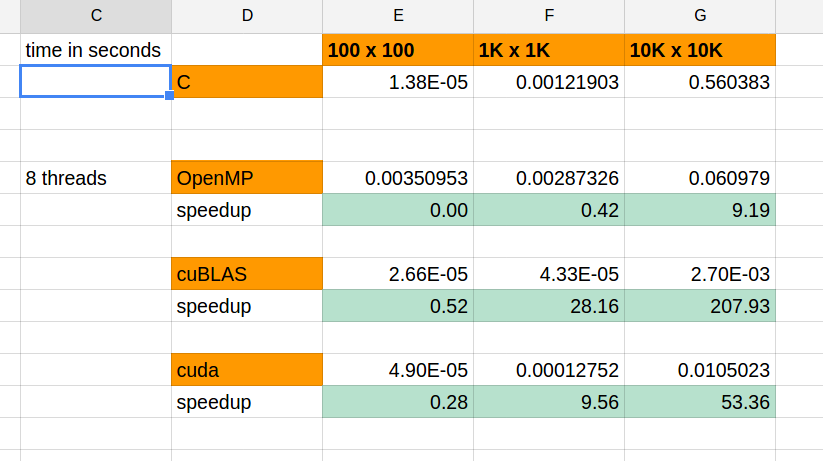 C D E F G
time in seconds 100 x 100 1K x 1K 10K x 10K
C 1.38E-05 0.00121903 0.560383
8 threads OpenMP 0.00350953 0.00287326 0.060979
speedup 0.00 0.42 9.19
cuBLAS 2.66E-05 4.33E-05 2.70E-03
speedup 0.52 28.16 207.93
cuda 4.90E-05 0.00012752 0.0105023
speedup 0.28 9.56 53.36